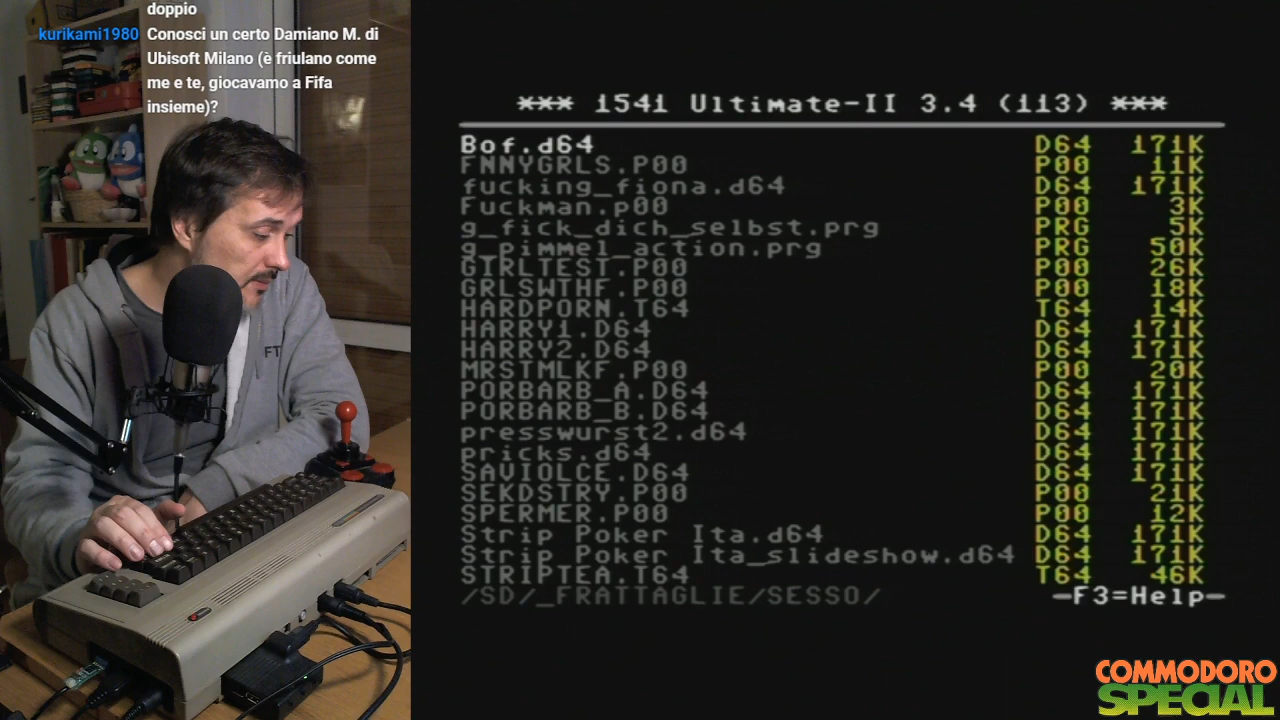 doppio
kurikami1980 Conosci un certo Damiano M. di
Ubisoft Milano (è friulano come
me e te, giocavamo a Fifa
insieme)?
*** 1541 Ultimate-II 3.4 (113) ***
Bof.d64 D64 171K
FNNYGRLS.P00 P00 11K
fucking_fiona.d64 D64 171K
Fuckman.p00 P00 3K
g_fick_dich_selbst.prg PRG 5K
g_pimmel_action.prg PRG 50K
GIRLTEST.P00 P00 26K
GRLSWTHF.P00 P00 18K
HARDPORN.T64 T64 14K
HARRY1.D64 D64 171K
HARRY2.D64 D64 171K
MRSTMLKF.P00 P00 20K
PORBARB_A.D64 D64 171K
PORBARB_B.D64 D64 171K
presswurst2.d64 D64 171K
pricks.d64 D64 171K
SAVIOLCE.D64 D64 171K
SEKDSTRY.P00 P00 21K
SPERMER.P00 P00 12K
Strip Poker Ita.d64 D64 171K
Strip Poker Ita_slideshow.d64 D64 171K
STRIPTEA.T64 T64 46K
/SD/_FRATTAGLIE/SESSO/ F3=Help
FT
COMMODORO
SPECIAL